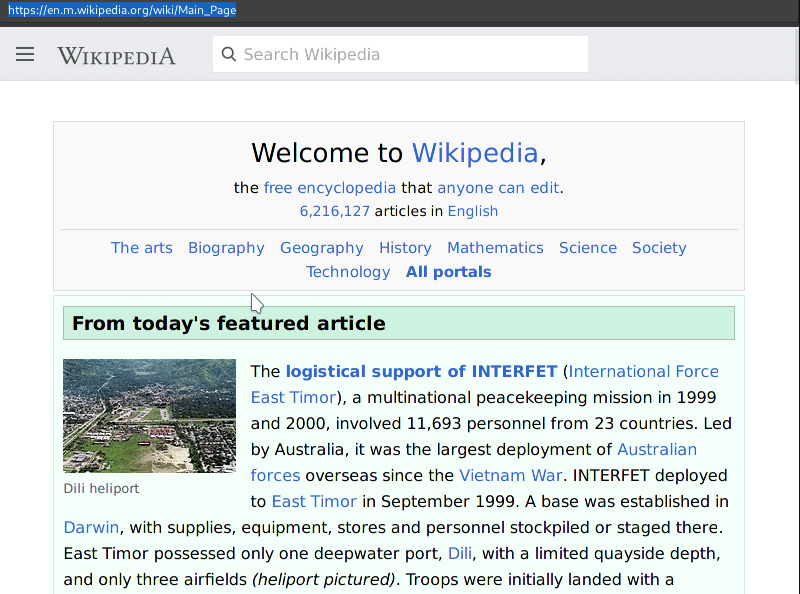 https://en.m.wikipedia.org/wiki/Main_Page
WIKIPEDIA
Search Wikipedia
Welcome to Wikipedia,
the free encyclopedia that anyone can edit.
6,216,127 articles in English
The arts Biography Geography History Mathematics Science Society
Technology All portals
From today's featured article
The logistical support of INTERFET (International Force
East Timor), a multinational peacekeeping mission in 1999
and 2000, involved 11,693 personnel from 23 countries. Led
by Australia, it was the largest deployment of Australian
forces overseas since the Vietnam War. INTERFET deployed
to East Timor in September 1999. A base was established in
Dili heliport
Darwin, with supplies, equipment, stores and personnel stockpiled or staged there.
East Timor possessed only one deepwater port, Dili, with a limited quayside depth,
and only three airfields (heliport pictured). Troops were initially landed with a